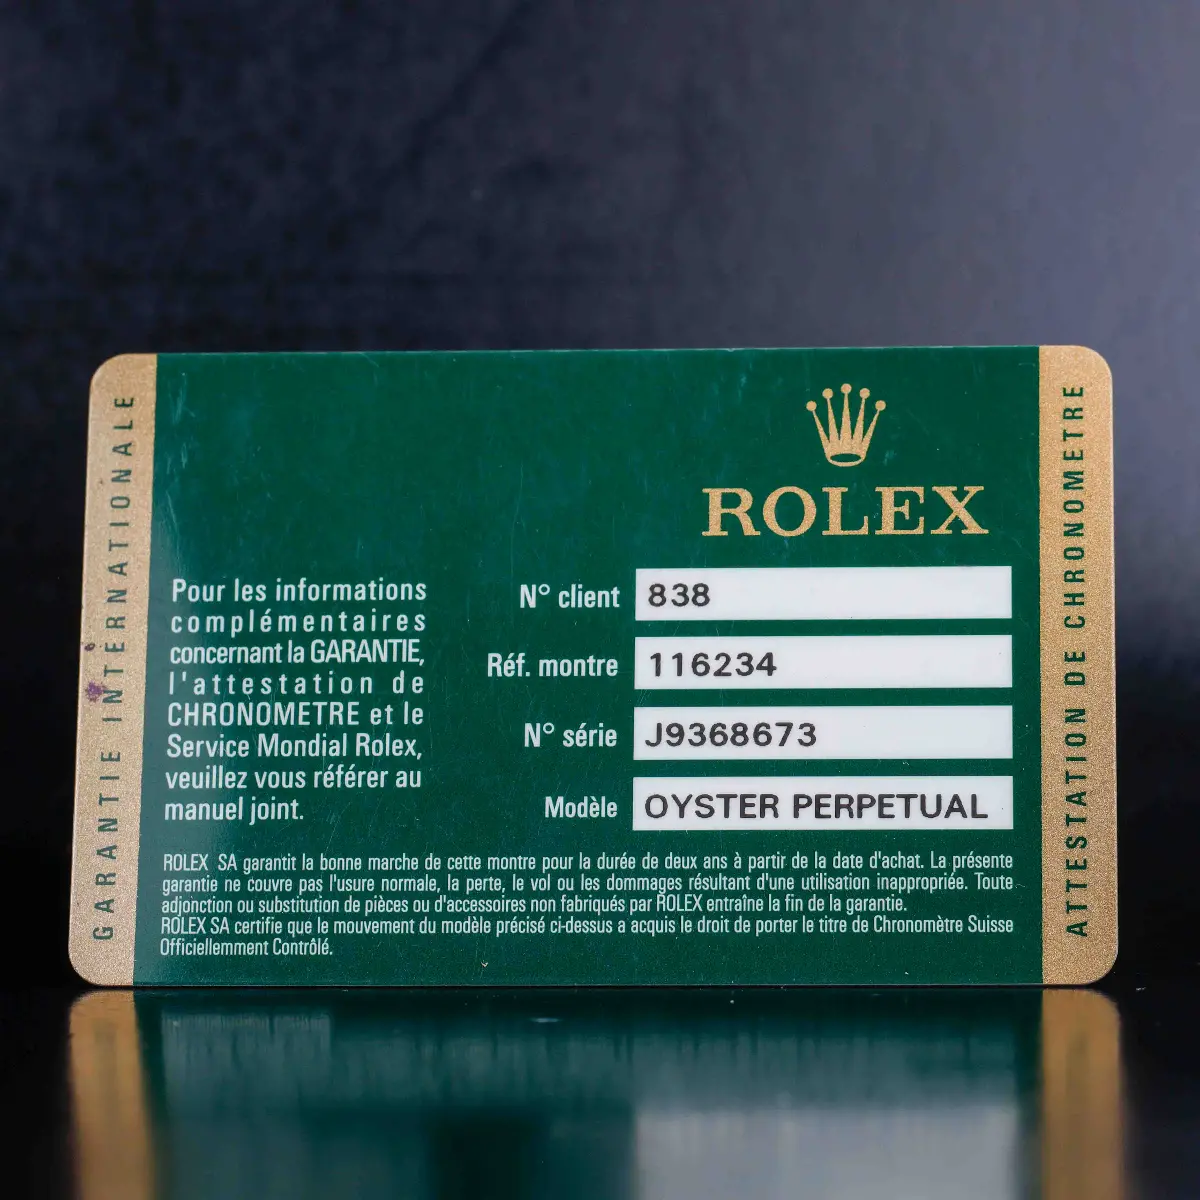 GARANTIE INTERNATIONALE
ROLEX
Pour les informations
complémentaires
concernant la GARANTIE,
l'attestation de
CHRONOMETRE et le
Service Mondial Rolex,
veuillez vous référer au
manuel joint.
N° client 838
Réf. montre 116234
N° série J9368673
Modèle OYSTER PERPETUAL
ROLEX SA garantit la bonne marche de cette montre pour la durée de deux ans à partir de la date d'achat. La présente
garantie ne couvre pas l'usure normale, la perte, le vol ou les dommages résultant d'une utilisation inappropriée. Toute
adjonction ou substitution de pièces ou d'accessoires non fabriqués par ROLEX entraîne la fin de la garantie.
ROLEX SA certifie que le mouvement du modèle précisé ci-dessus a acquis le droit de porter le titre de Chronomètre Suisse
Officiellemment Contrôlé.
ATTESTATION DE CHRONOMETRE